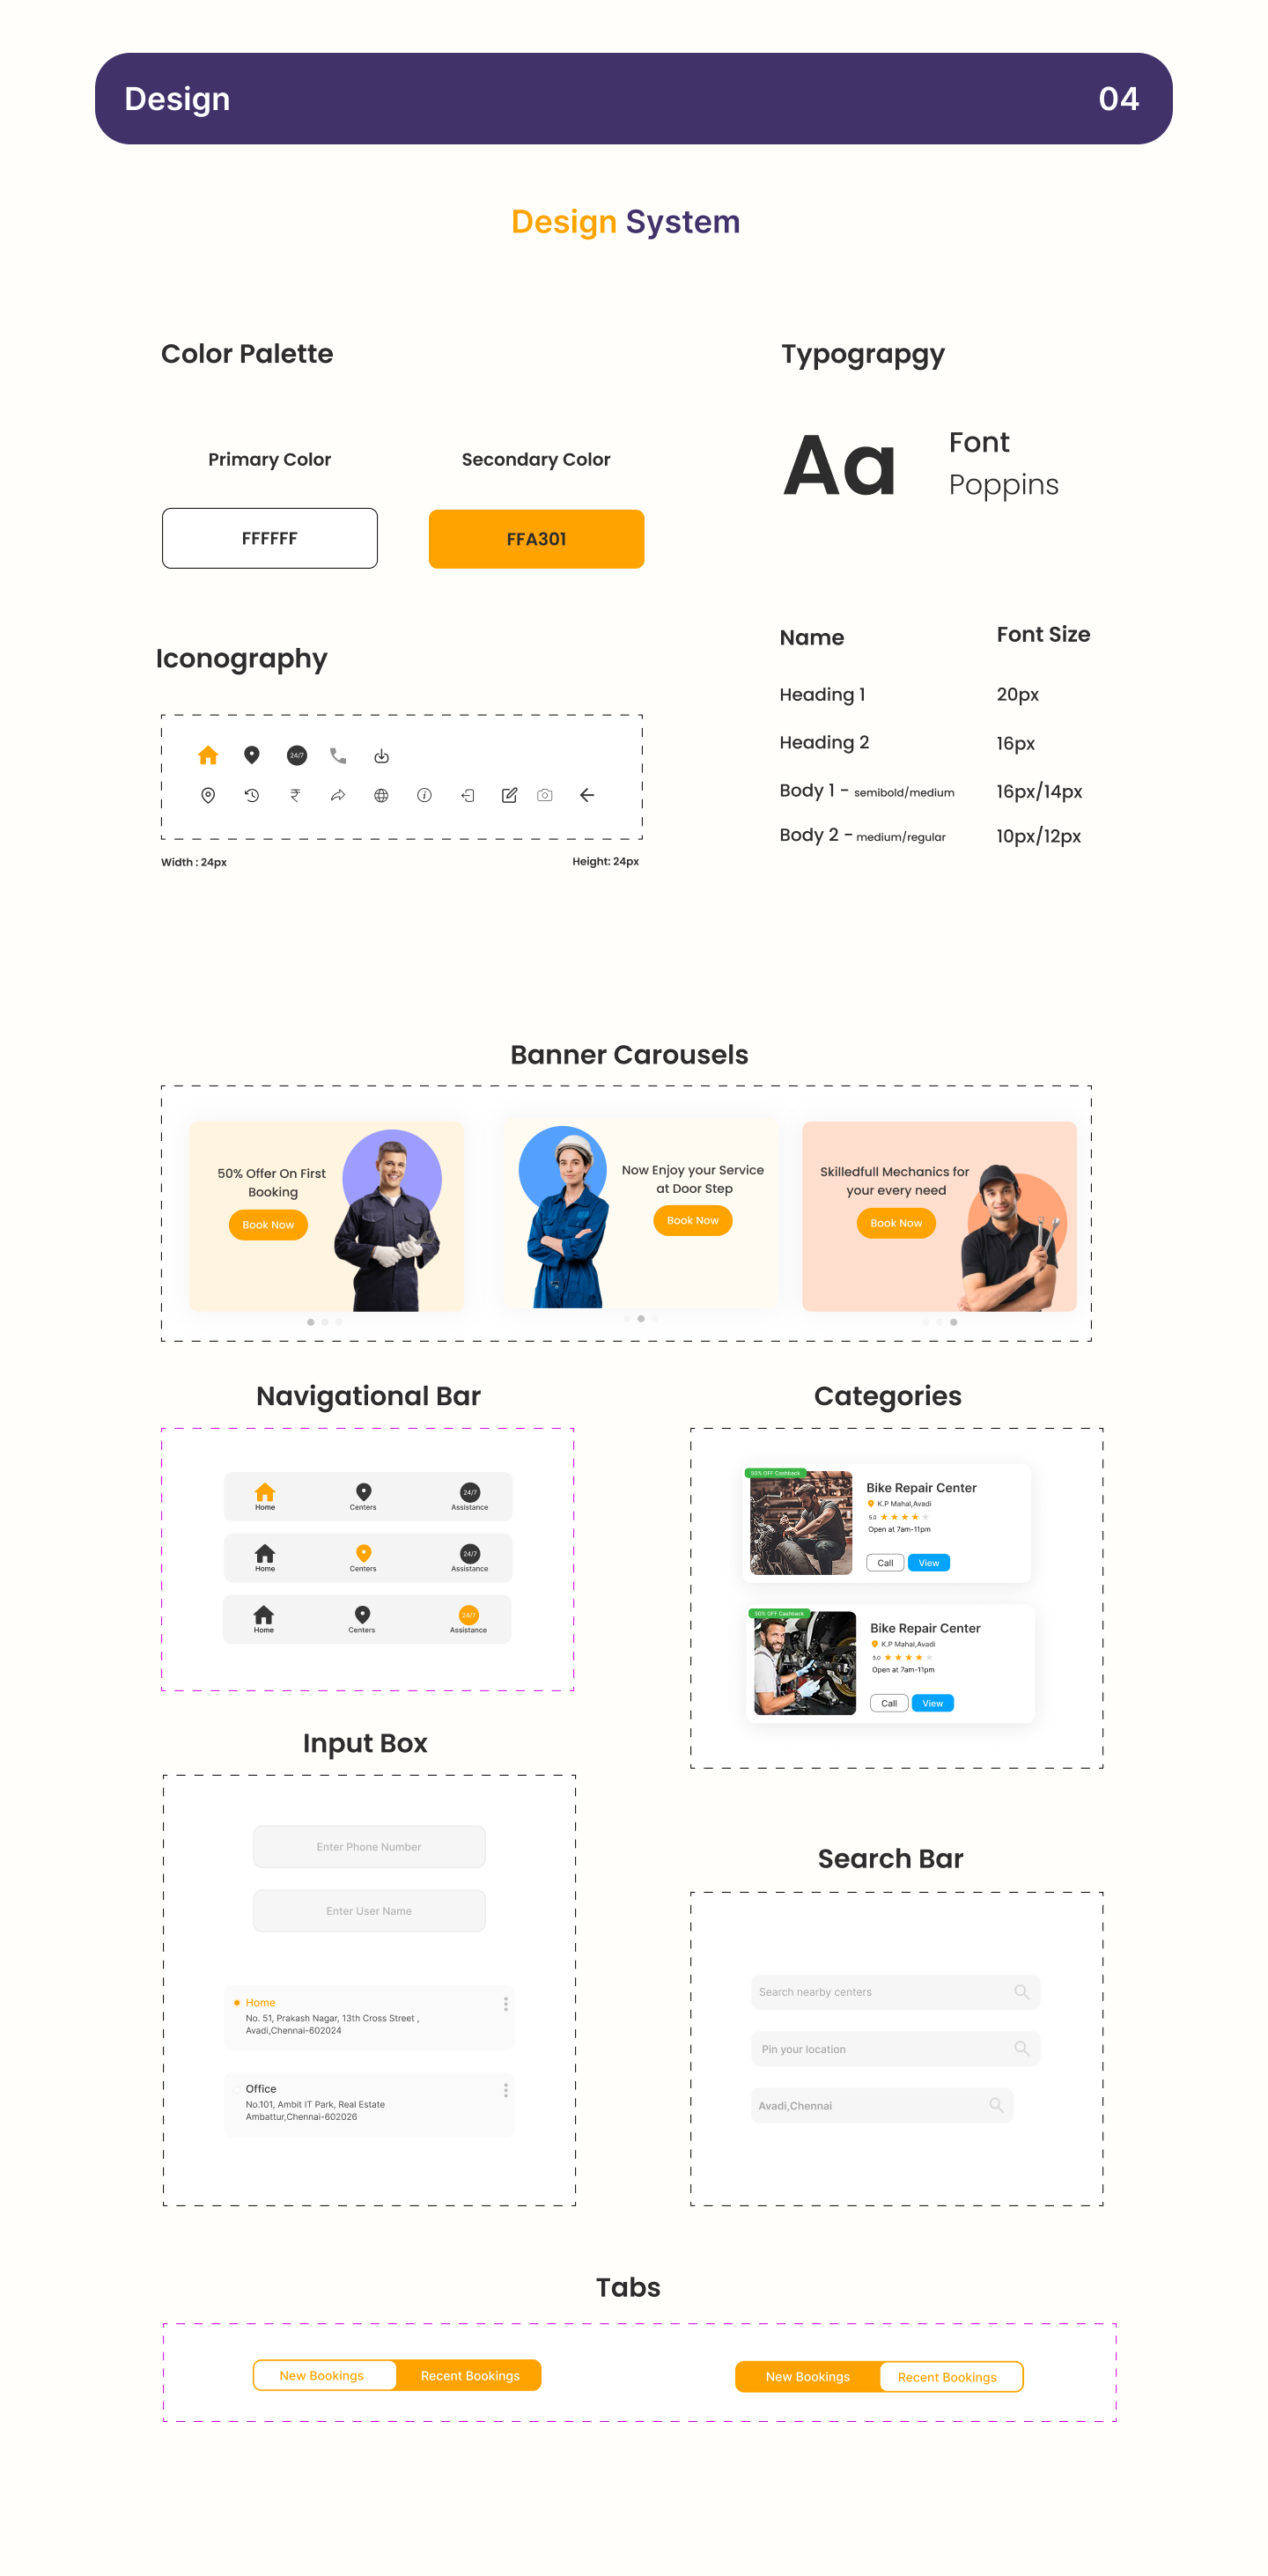 Design
04
Design System
Color Palette
Typograpgy
Primary Color
Secondary Color
FFFFFF
FFA301
Aa
Font
Poppins
Iconography
24/7
Width : 24px
Height: 24px
Name
Font Size
Heading 1
20px
Heading 2
16px
Body 1 - semibold/medium
16px/14px
Body 2 - medium/regular
10px/12px
Banner Carousels
50% Offer On First
Booking
Book Now
Now Enjoy your Service
at Door Step
Book Now
Skilledfull Mechanics for
your every need
Book Now
Navigational Bar
24/7
Home
Centers
Assistance
24/7
Home
Centers
Assistance
24/7
Home
Centers
Assistance
Categories
50% OFF Cashback
Bike Repair Center
K.P Mahal,Avadi
5.0
Open at 7am-11pm
Call
View
50% OFF Cashback
Bike Repair Center
K.P Mahal,Avadi
5.0
Open at 7am-11pm
Call
View
Input Box
Enter Phone Number
Enter User Name
Home
No. 51, Prakash Nagar, 13th Cross Street ,
Avadi,Chennai-602024
Office
No.101, Ambit IT Park, Real Estate
Ambattur,Chennai-602026
Search Bar
Search nearby centers
Pin your location
Avadi,Chennai
Tabs
New Bookings
Recent Bookings
New Bookings
Recent Bookings